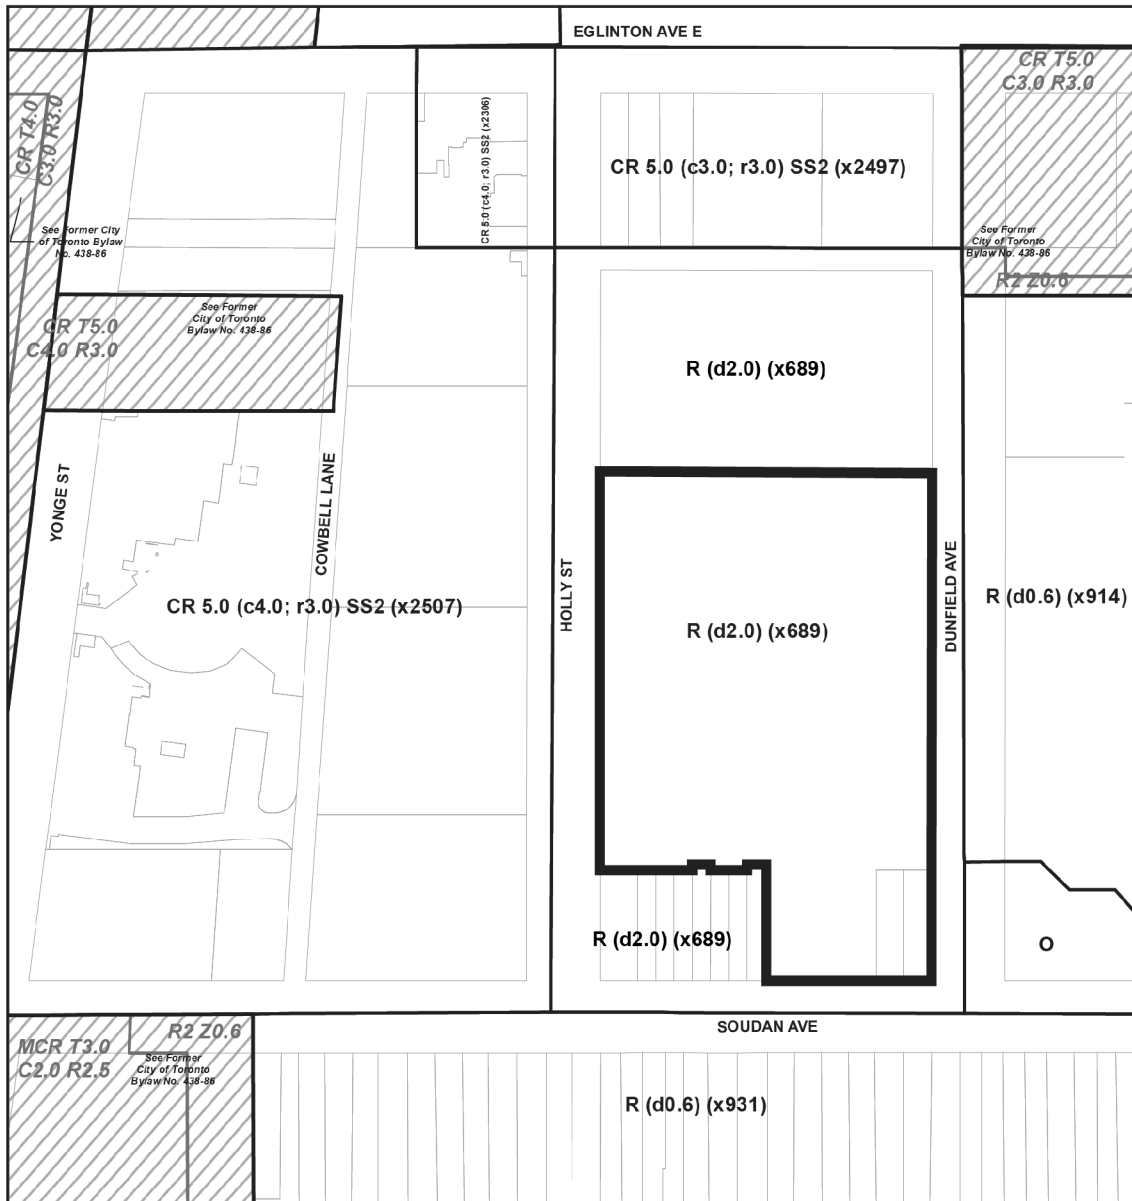 EGLINTON AVE E
CR T5.0
C3.0 R3.0
CR T4.0
C3.0 R3.0
CR 5.0 (c4.0; r3.0) SS2 (x2306)
CR 5.0 (c3.0; r3.0) SS2 (x2497)
See Former City
of Toronto Bylaw
No. 438-86
See Former
City of Toronto
Bylaw No. 438-86
R2 Z0.6
See Former
City of Toronto
Bylaw No. 438-86
CR T5.0
C4.0 R3.0
R (d2.0) (x689)
YONGE ST
COWBELL LANE
HOLLY ST
DUNFIELD AVE
CR 5.0 (c4.0; r3.0) SS2 (x2507)
R (d2.0) (x689)
R (d0.6) (x914)
R (d2.0) (x689)
O
SOUDAN AVE
R2 Z0.6
MCR T3.0
C2.0 R2.5
See Former
City of Toronto
Bylaw No. 438-86
R (d0.6) (x931)